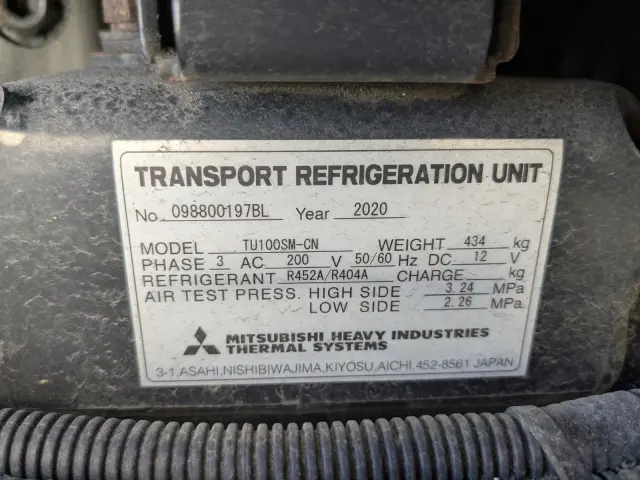 TRANSPORT REFRIGERATION UNIT
No 098800197BL Year 2020
MODEL TU100SM-CN WEIGHT 434 kg
PHASE 3 AC 200 V 50/60 Hz DC 12 V
REFRIGERANT R452A/R404A CHARGE kg
AIR TEST PRESS. HIGH SIDE 3.24 MPa
LOW SIDE 2.26 MPa
MITSUBISHI HEAVY INDUSTRIES
THERMAL SYSTEMS
3-1,ASAHI,NISHIBIWAJIMA,KIYOSU,AICHI,452-8561 JAPAN